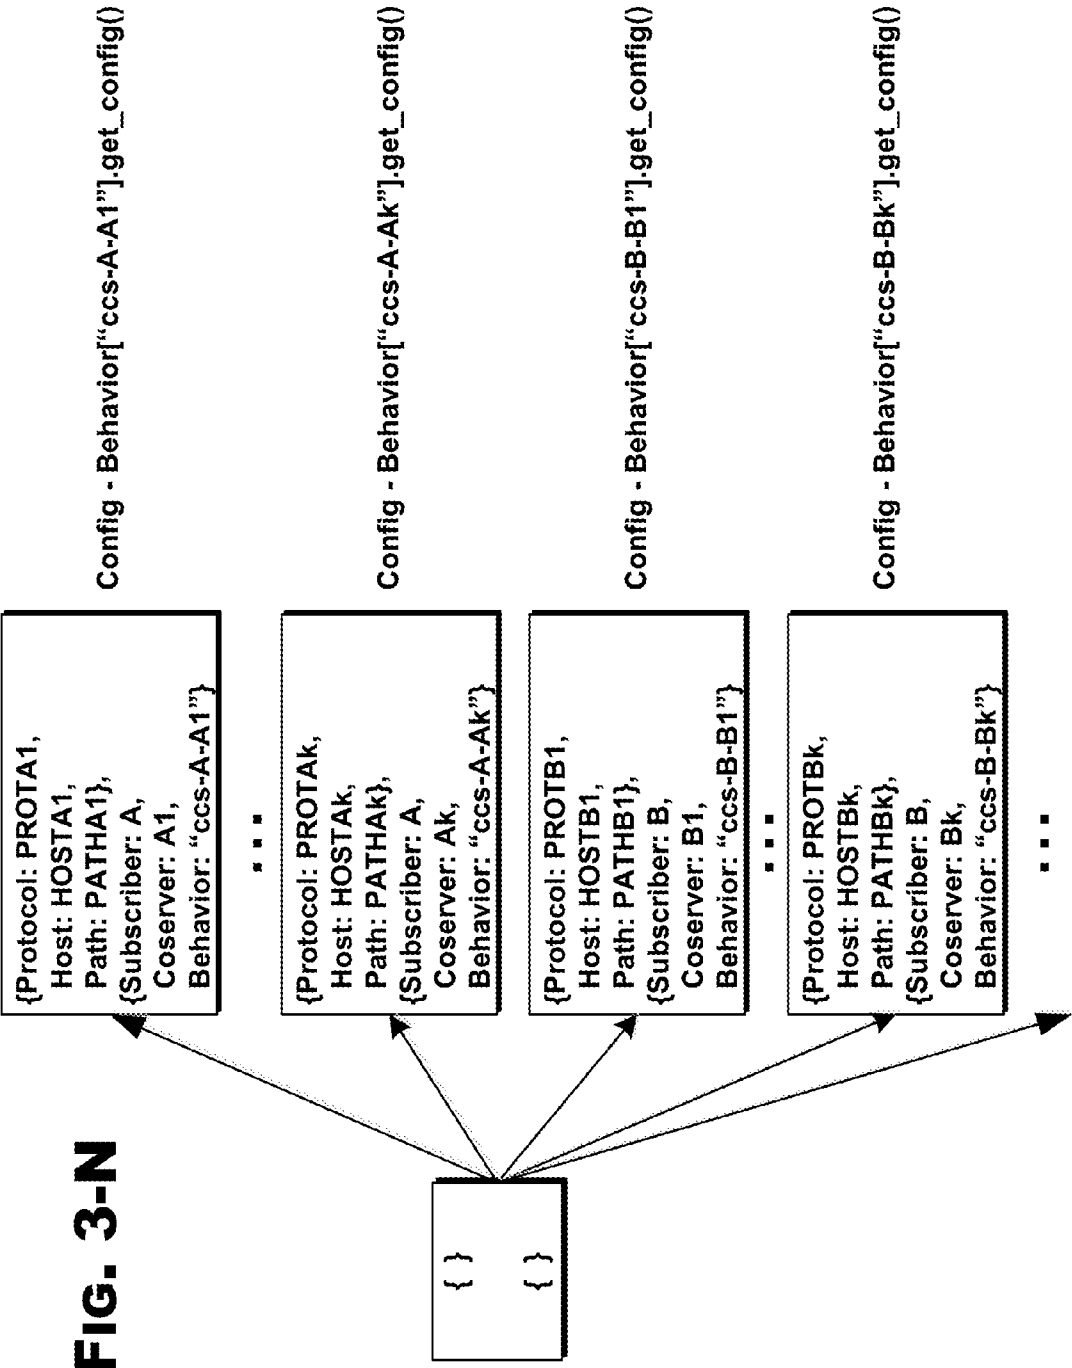 FIG. 3-N
{ }
{ }
{Protocol: PROTA1,
Host: HOSTA1,
Path: PATHA1},
{Subscriber: A,
Coserver: A1,
Behavior: “ccs-A-A1”}
Config - Behavior[“ccs-A-A1”].get_config()
...
{Protocol: PROTAk,
Host: HOSTAk,
Path: PATHAk},
{Subscriber: A,
Coserver: Ak,
Behavior: “ccs-A-Ak”}
Config - Behavior[“ccs-A-Ak”].get_config()
{Protocol: PROTB1,
Host: HOSTB1,
Path: PATHB1},
{Subscriber: B,
Coserver: B1,
Behavior: “ccs-B-B1”}
Config - Behavior[“ccs-B-B1”].get_config()
...
{Protocol: PROTBk,
Host: HOSTBk,
Path: PATHBk},
{Subscriber: B,
Coserver: Bk,
Behavior: “ccs-B-Bk”}
Config - Behavior[“ccs-B-Bk”].get_config()
...